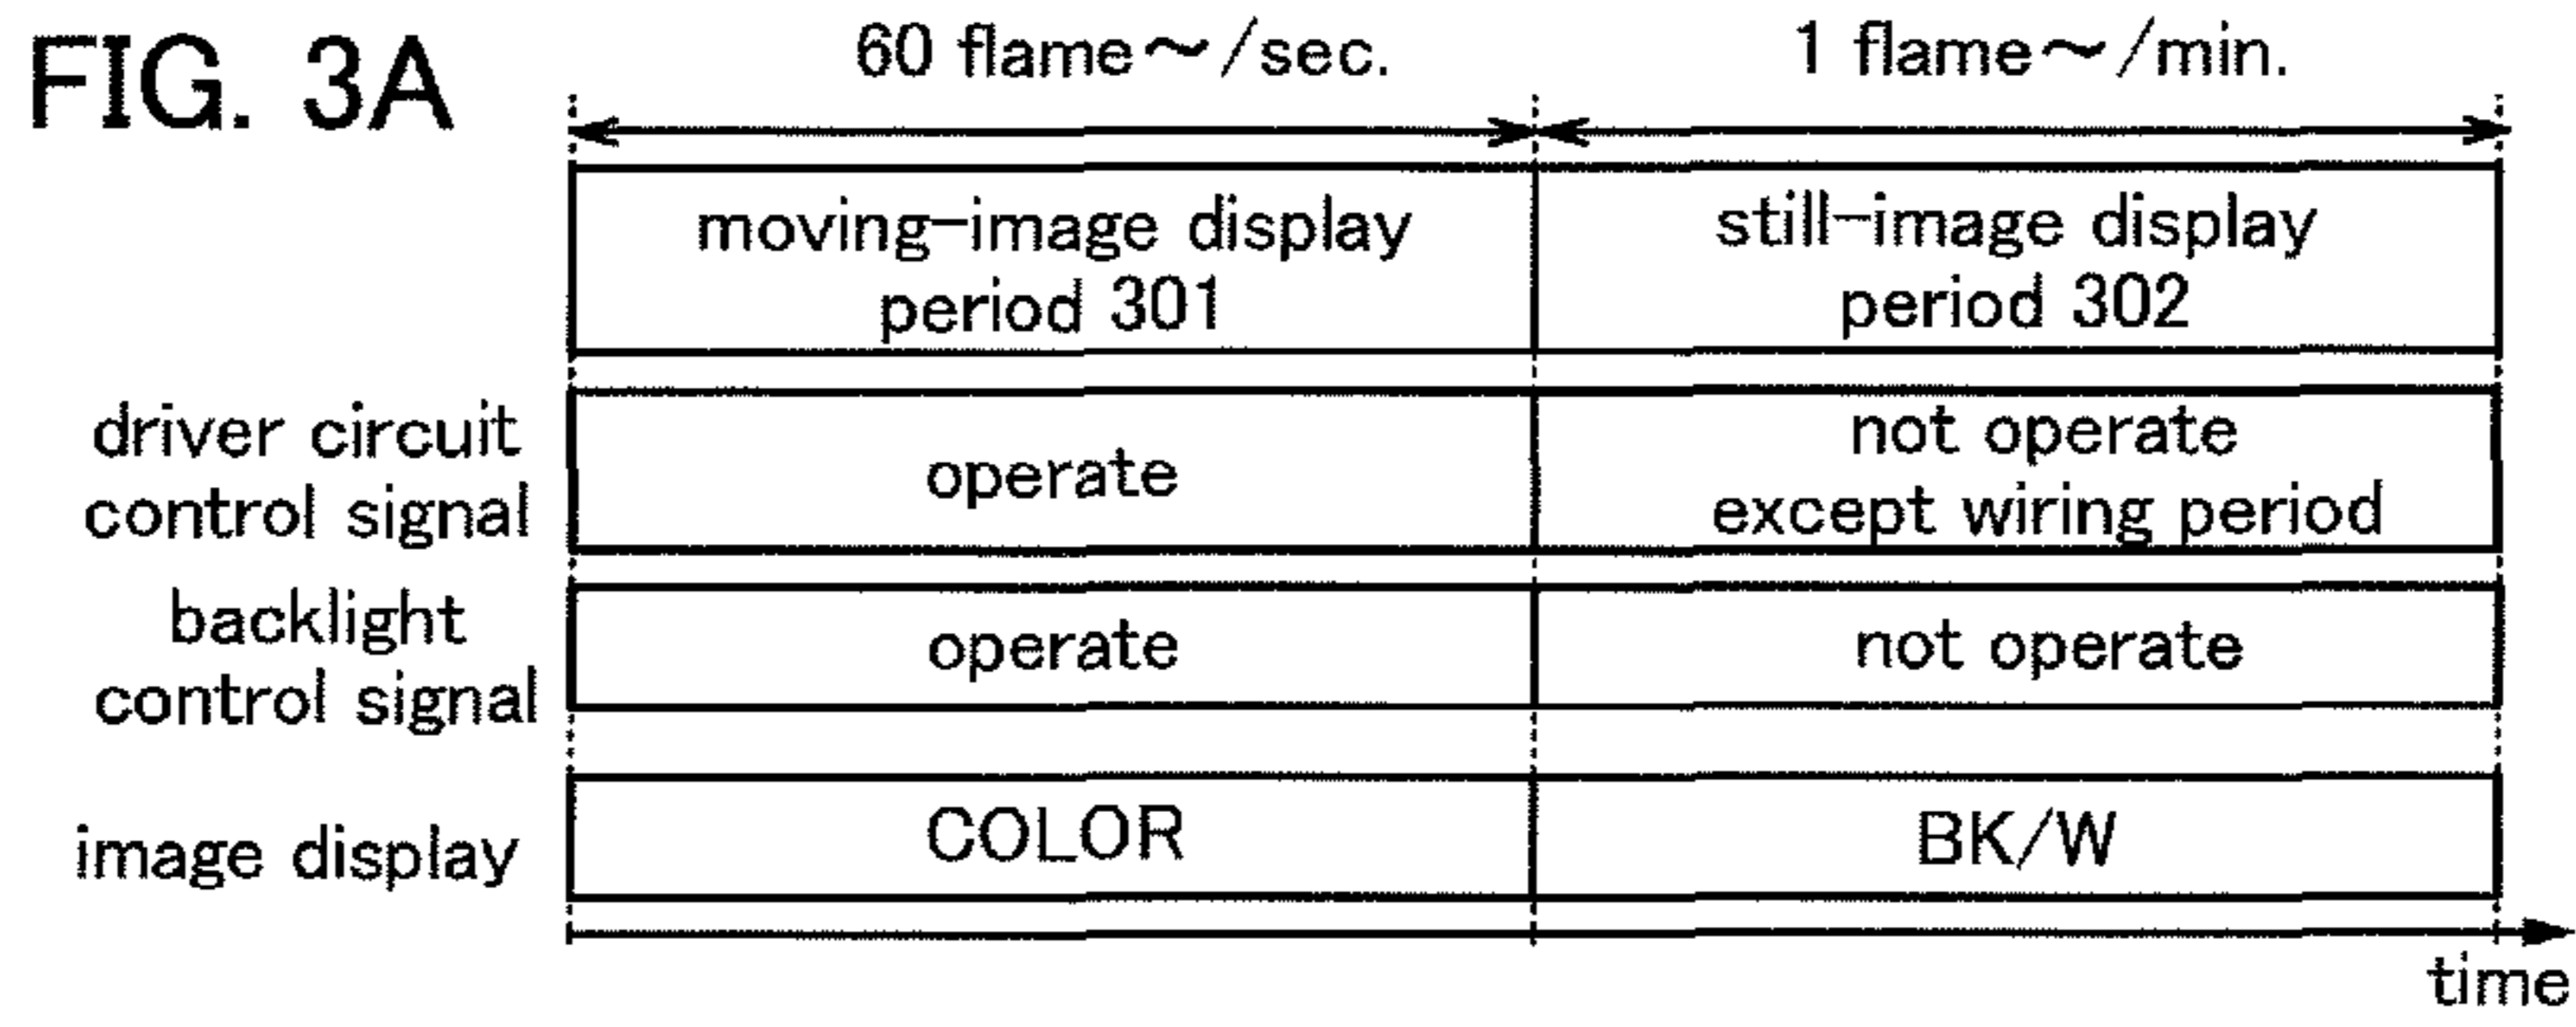 FIG. 3A
60 flame～/sec.
1 flame～/min.
moving-image display
period 301
still-image display
period 302
driver circuit
control signal
operate
not operate
except wiring period
backlight
control signal
operate
not operate
image display
COLOR
BK/W
time